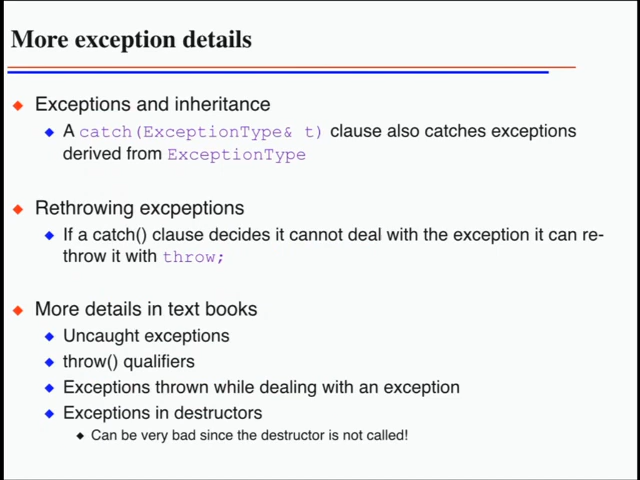 More exception details
Exceptions and inheritance
A catch(ExceptionType& t) clause also catches exceptions
derived from ExceptionType
Rethrowing excpeptions
If a catch() clause decides it cannot deal with the exception it can re-
throw it with throw;
More details in text books
Uncaught exceptions
throw() qualifiers
Exceptions thrown while dealing with an exception
Exceptions in destructors
Can be very bad since the destructor is not called!